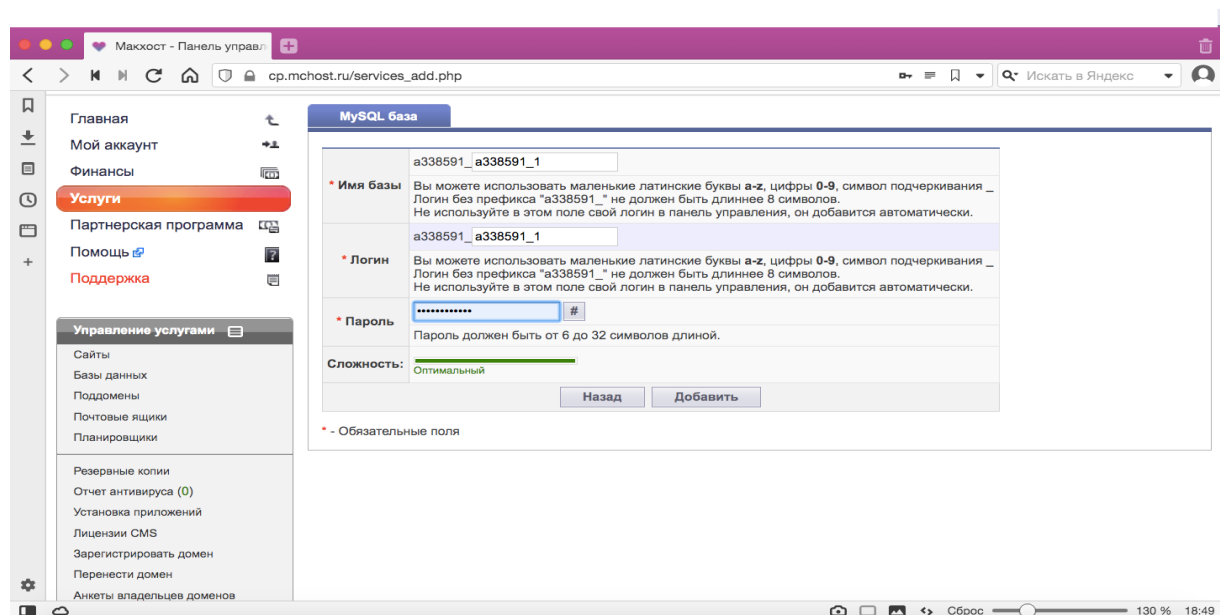 Макхост - Панель управл
cp.mchost.ru/services_add.php
Искать в Яндекс
Главная
Мой аккаунт
Финансы
Услуги
Партнерская программа
Помощь
Поддержка
Управление услугами
Сайты
Базы данных
Поддомены
Почтовые ящики
Планировщики
Резервные копии
Отчет антивируса (0)
Установка приложений
Лицензии CMS
Зарегистрировать домен
Перенести домен
Анкеты владельцев доменов
MySQL база
* Имя базы
a338591_ a338591_1
Вы можете использовать маленькие латинские буквы a-z, цифры 0-9, символ подчеркивания _
Логин без префикса "a338591_" не должен быть длиннее 8 символов.
Не используйте в этом поле свой логин в панель управления, он добавится автоматически.
* Логин
a338591_ a338591_1
Вы можете использовать маленькие латинские буквы a-z, цифры 0-9, символ подчеркивания _
Логин без префикса "a338591_" не должен быть длиннее 8 символов.
Не используйте в этом поле свой логин в панель управления, он добавится автоматически.
* Пароль
•••••••••••• #
Пароль должен быть от 6 до 32 символов длиной.
Сложность:
Оптимальный
Назад Добавить
* - Обязательные поля
Сброс 130 % 18:49